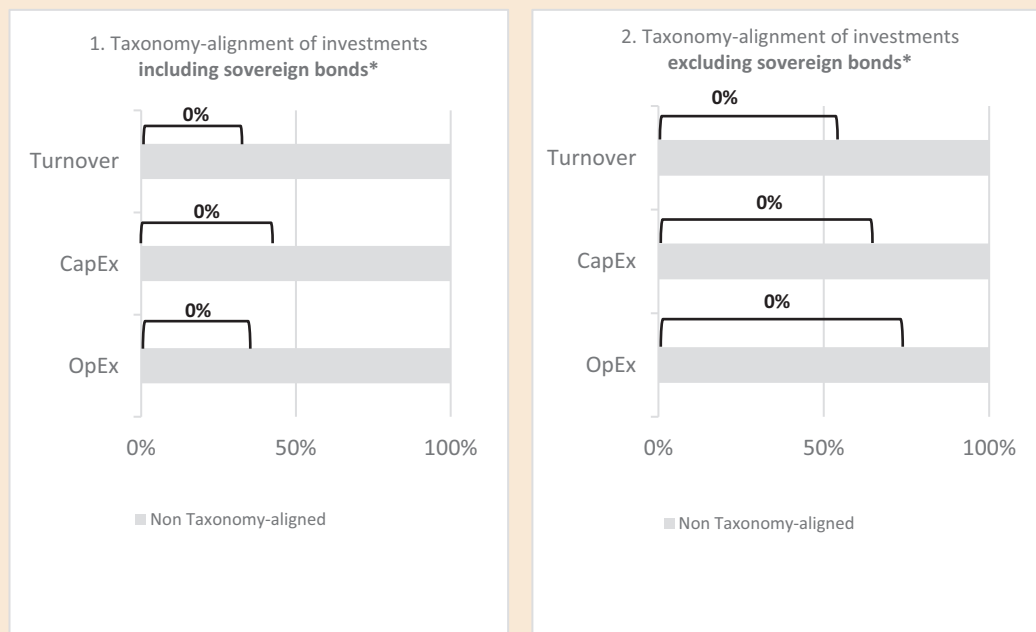 1. Taxonomy-alignment of investments
including sovereign bonds*
0%
Turnover
0%
CapEx
0%
OpEx
0% 50% 100%
Non Taxonomy-aligned
2. Taxonomy-alignment of investments
excluding sovereign bonds*
0%
Turnover
0%
CapEx
0%
OpEx
0% 50% 100%
Non Taxonomy-aligned